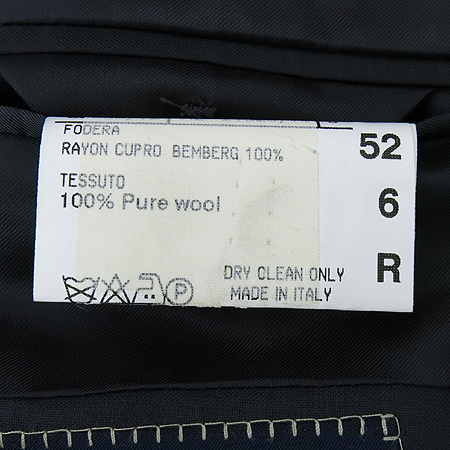 FODERA
RAYON CUPRO BEMBERG 100%
TESSUTO
100% Pure wool
52
6
R
P
DRY CLEAN ONLY
MADE IN ITALY